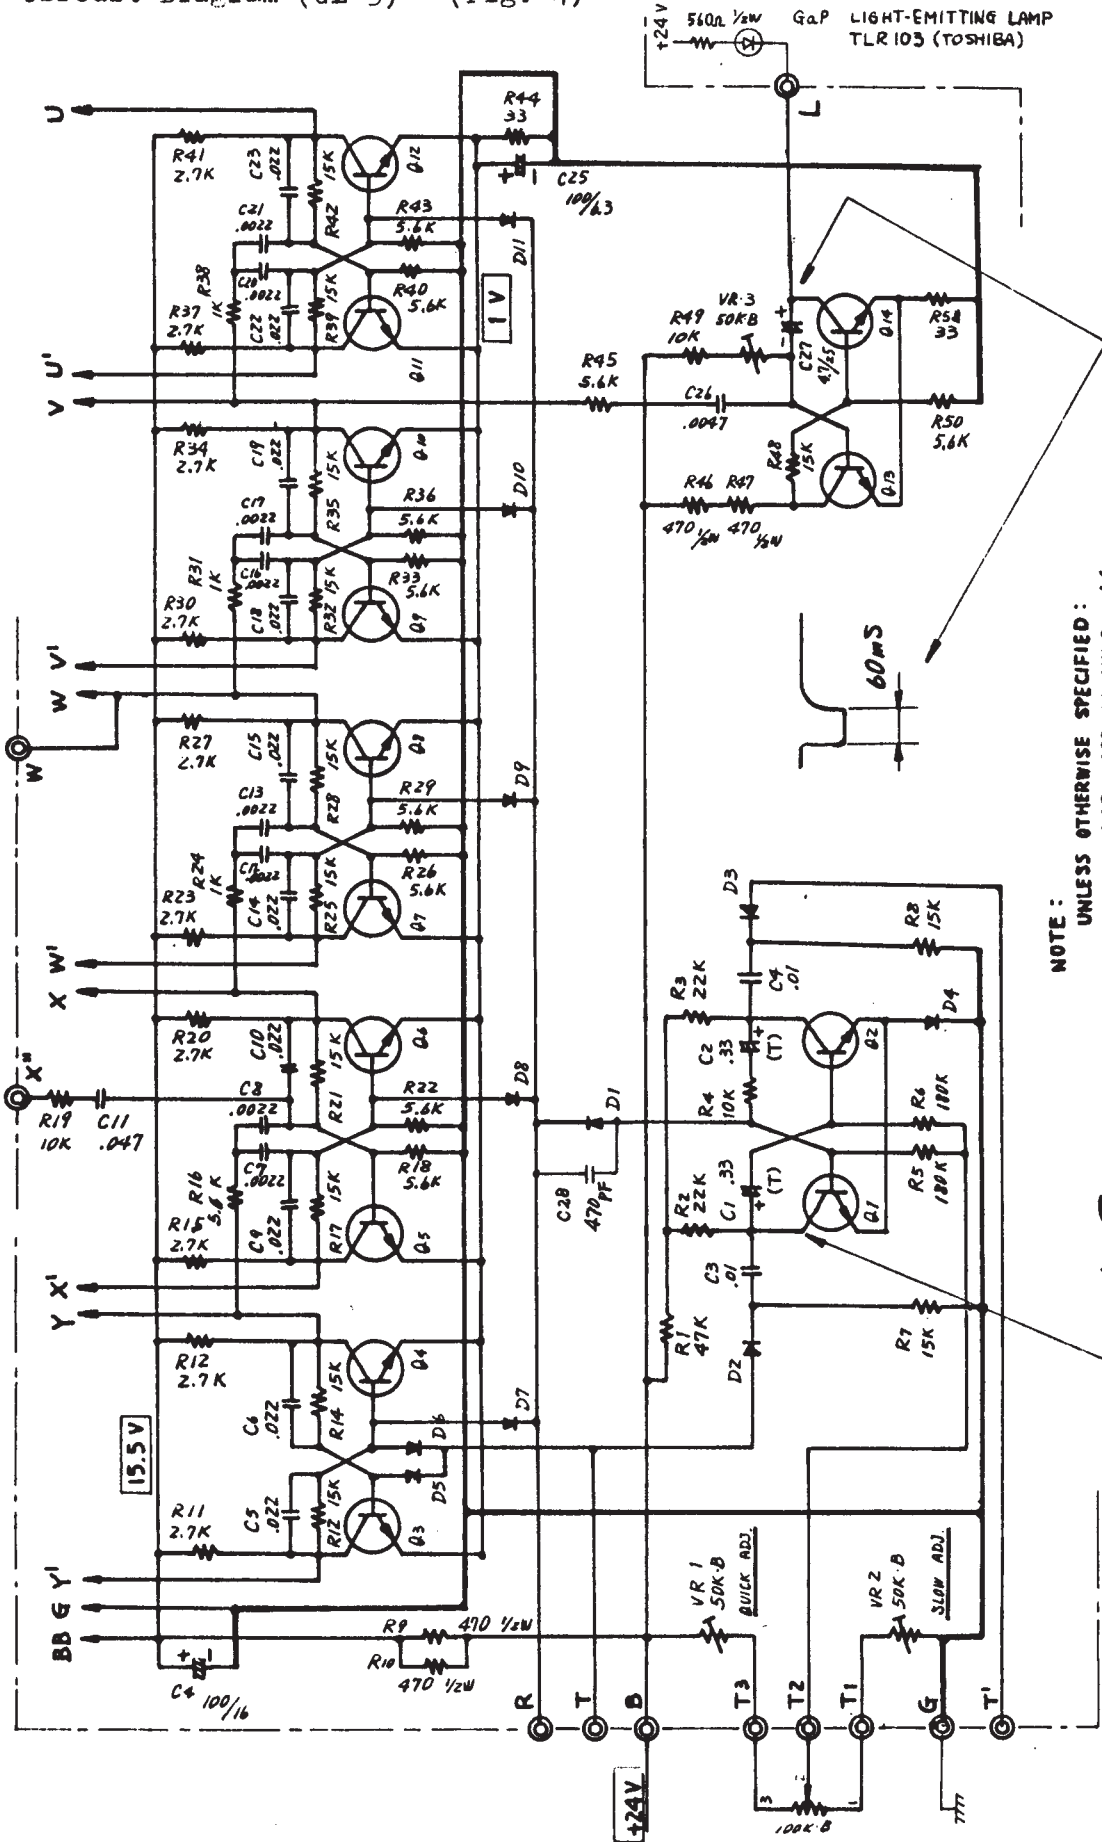 +24V
560Ω ½W
GaP LIGHT-EMITTING LAMP
TLR103 (TOSHIBA)
L
U
R41
2.7K
C23
.022
15K
R42
Q12
R44
33
C25
100/6.3
C21
.0022
R43
5.6K
D11
R38
1K
C20
.0022
R40
5.6K
R37
2.7K
C22
.022
R39
15K
Q11
1 V
U'
V
R34
2.7K
C19
.022
15K
R35
Q10
R45
5.6K
R49
10K
VR·3
50K·B
C27
4.7/25
Q14
R51
33
C26
.0047
R50
5.6K
R48
15K
Q13
R46
470 ½W
R47
470 ½W
C17
.0022
R36
5.6K
D10
R31
1K
C16
.0022
R33
5.6K
R30
2.7K
C18
.022
R32
15K
Q9
V'
W
W
R27
2.7K
C15
.022
15K
R28
Q8
60mS
C13
.0022
R29
5.6K
D9
R24
1K
C12
.0022
R26
5.6K
R23
2.7K
C14
.022
R25
15K
Q7
W'
X
X"
R19
10K
C11
.047
R20
2.7K
C10
.022
15K
R21
Q6
C8
.0022
R22
5.6K
D8
R16
5.6K
C7
.0022
R18
5.6K
R15
2.7K
C9
.022
R17
15K
Q5
X'
Y
D3
R8
15K
R3
22K
C4
.01
D4
C2
.33
(T)
Q2
R4
10K
R6
180K
D1
C28
470PF
R2
22K
C1
.33
(T)
Q1
R5
180K
C3
.01
R1
47K
D2
R7
15K
NOTE :
UNLESS OTHERWISE SPECIFIED :
15.5 V
R12
2.7K
C6
.022
15K
R14
Q4
D7
D6
D5
R11
2.7K
C5
.022
R12
15K
Q3
Y'
G
BB
C4 100/16
R9 470 ½W
R10
470 ½W
VR 1
50K·B
QUICK ADJ.
VR 2
50K·B
SLOW ADJ.
R
T
B
T3
T2
T1
G
T'
+24V
3
100K·B
1